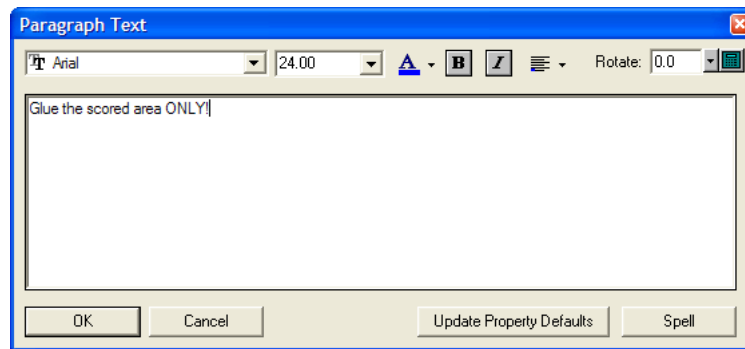 Paragraph Text
Arial 24.00 A B I Rotate: 0.0
Glue the scored area ONLY!
OK Cancel Update Property Defaults Spell